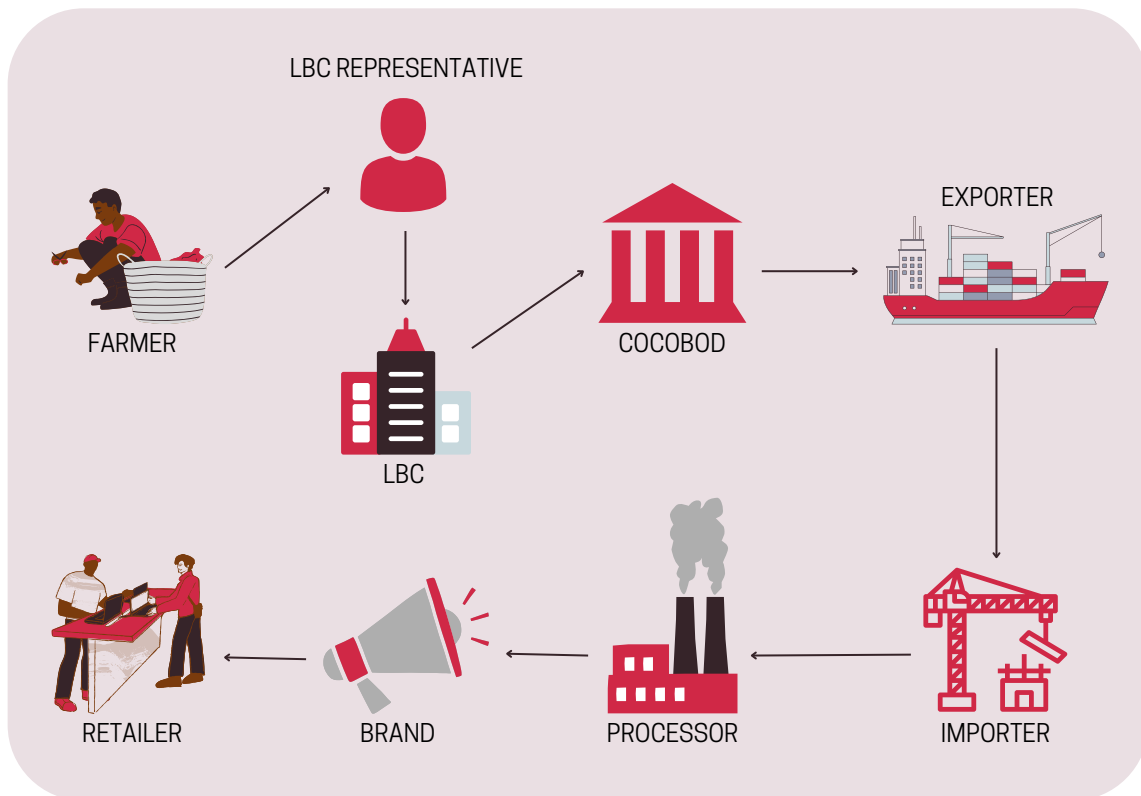 LBC REPRESENTATIVE
FARMER
LBC
COCOBOD
EXPORTER
IMPORTER
PROCESSOR
BRAND
RETAILER